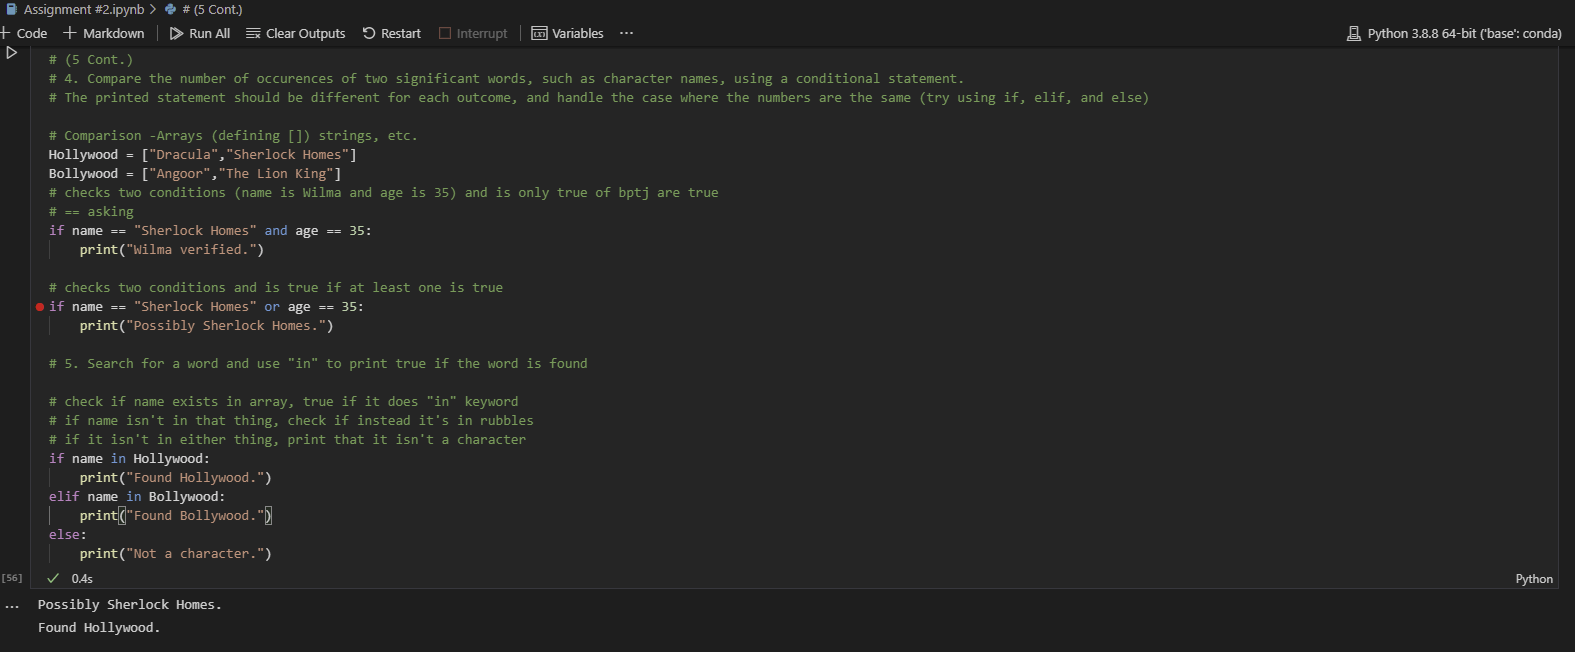 Assignment #2.ipynb > # (5 Cont.)
+ Code + Markdown Run All Clear Outputs Restart Interrupt Variables ··· Python 3.8.8 64-bit ('base': conda)
# (5 Cont.)
# 4. Compare the number of occurences of two significant words, such as character names, using a conditional statement.
# The printed statement should be different for each outcome, and handle the case where the numbers are the same (try using if, elif, and else)
# Comparison -Arrays (defining []) strings, etc.
Hollywood = ["Dracula","Sherlock Homes"]
Bollywood = ["Angoor","The Lion King"]
# checks two conditions (name is Wilma and age is 35) and is only true of bptj are true
# == asking
if name == "Sherlock Homes" and age == 35:
print("Wilma verified.")
# checks two conditions and is true if at least one is true
if name == "Sherlock Homes" or age == 35:
print("Possibly Sherlock Homes.")
# 5. Search for a word and use "in" to print true if the word is found
# check if name exists in array, true if it does "in" keyword
# if name isn't in that thing, check if instead it's in rubbles
# if it isn't in either thing, print that it isn't a character
if name in Hollywood:
print("Found Hollywood.")
elif name in Bollywood:
print("Found Bollywood.")
else:
print("Not a character.")
[56] ✓ 0.4s Python
... Possibly Sherlock Homes.
Found Hollywood.